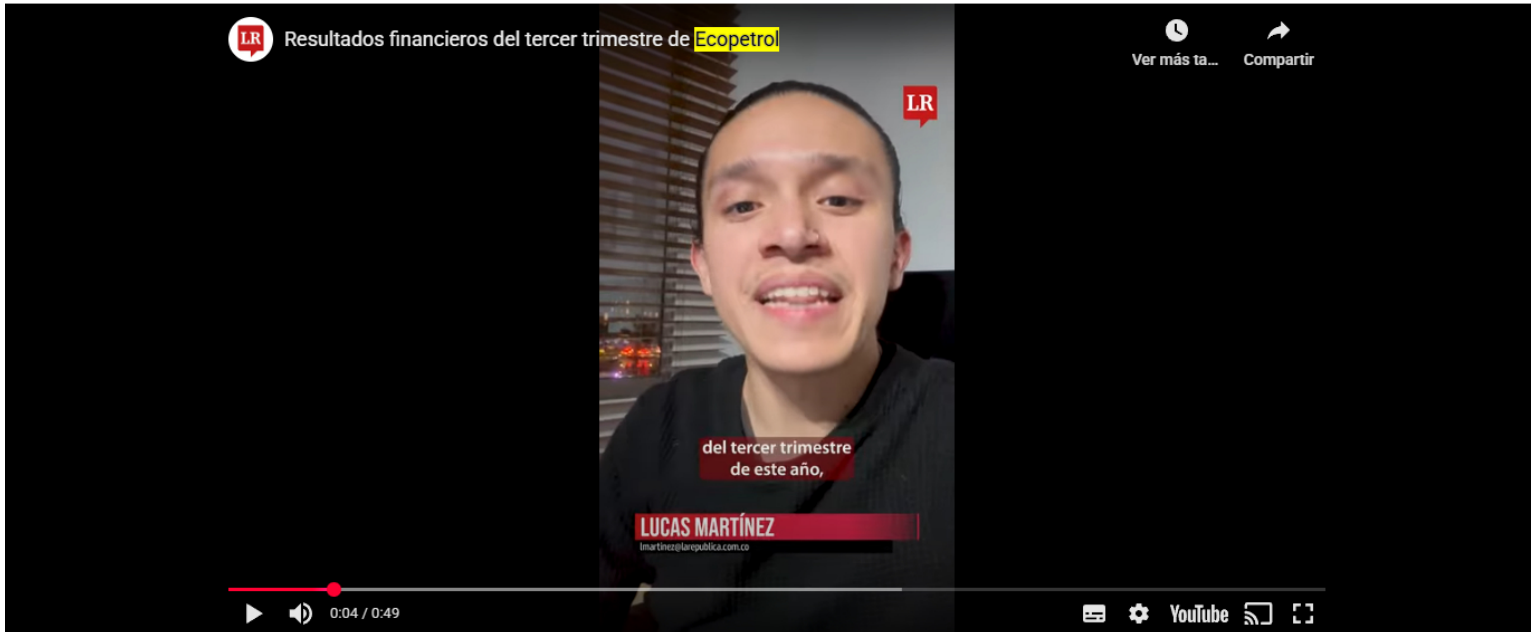 LR
Resultados financieros del tercer trimestre de Ecopetrol
Ver más ta...
Compartir
LR
del tercer trimestre
de este año,
LUCAS MARTÍNEZ
lmartinez@larepublica.com.co
0:04 / 0:49
YouTube